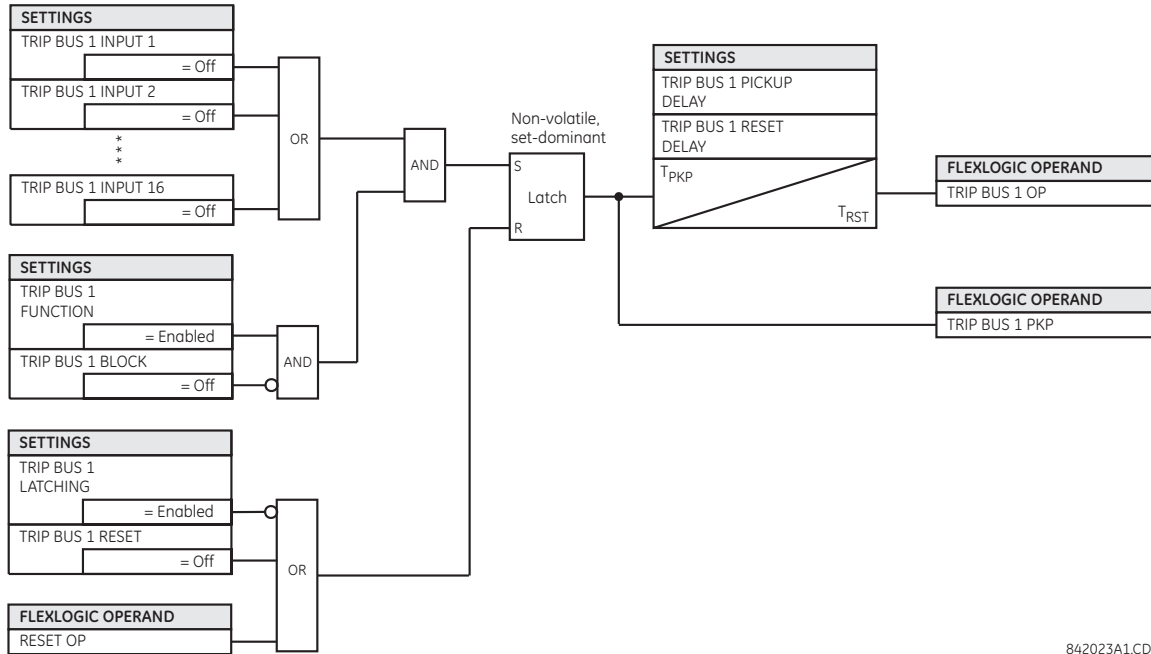 SETTINGS
TRIP BUS 1 INPUT 1
= Off
TRIP BUS 1 INPUT 2
= Off
***
TRIP BUS 1 INPUT 16
= Off
OR
AND
SETTINGS
TRIP BUS 1
FUNCTION
= Enabled
TRIP BUS 1 BLOCK
= Off
AND
SETTINGS
TRIP BUS 1
LATCHING
= Enabled
TRIP BUS 1 RESET
= Off
OR
FLEXLOGIC OPERAND
RESET OP
Non-volatile,
set-dominant
S
Latch
R
SETTINGS
TRIP BUS 1 PICKUP
DELAY
TRIP BUS 1 RESET
DELAY
TPKP
TRST
FLEXLOGIC OPERAND
TRIP BUS 1 OP
FLEXLOGIC OPERAND
TRIP BUS 1 PKP
842023A1.CD